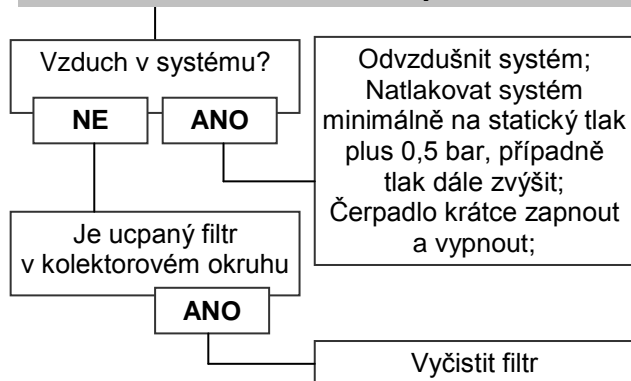 Vzduch v systému?
NE
ANO
Odvzdušnit systém;
Natlakovat systém
minimálně na statický tlak
plus 0,5 bar, případně
tlak dále zvýšit;
Čerpadlo krátce zapnout
a vypnout;
Je ucpaný filtr
v kolektorovém okruhu
ANO
Vyčistit filtr